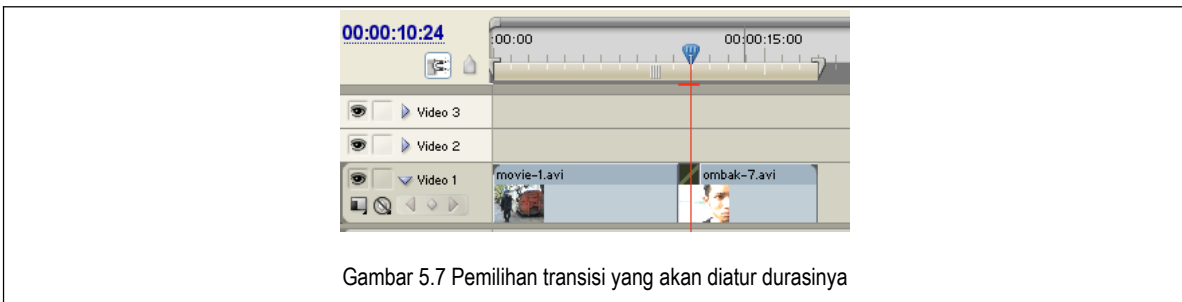 00:00:10:24
:00:00 00:00:15:00
Video 3
Video 2
Video 1
movie-1.avi ombak-7.avi
Gambar 5.7 Pemilihan transisi yang akan diatur durasinya